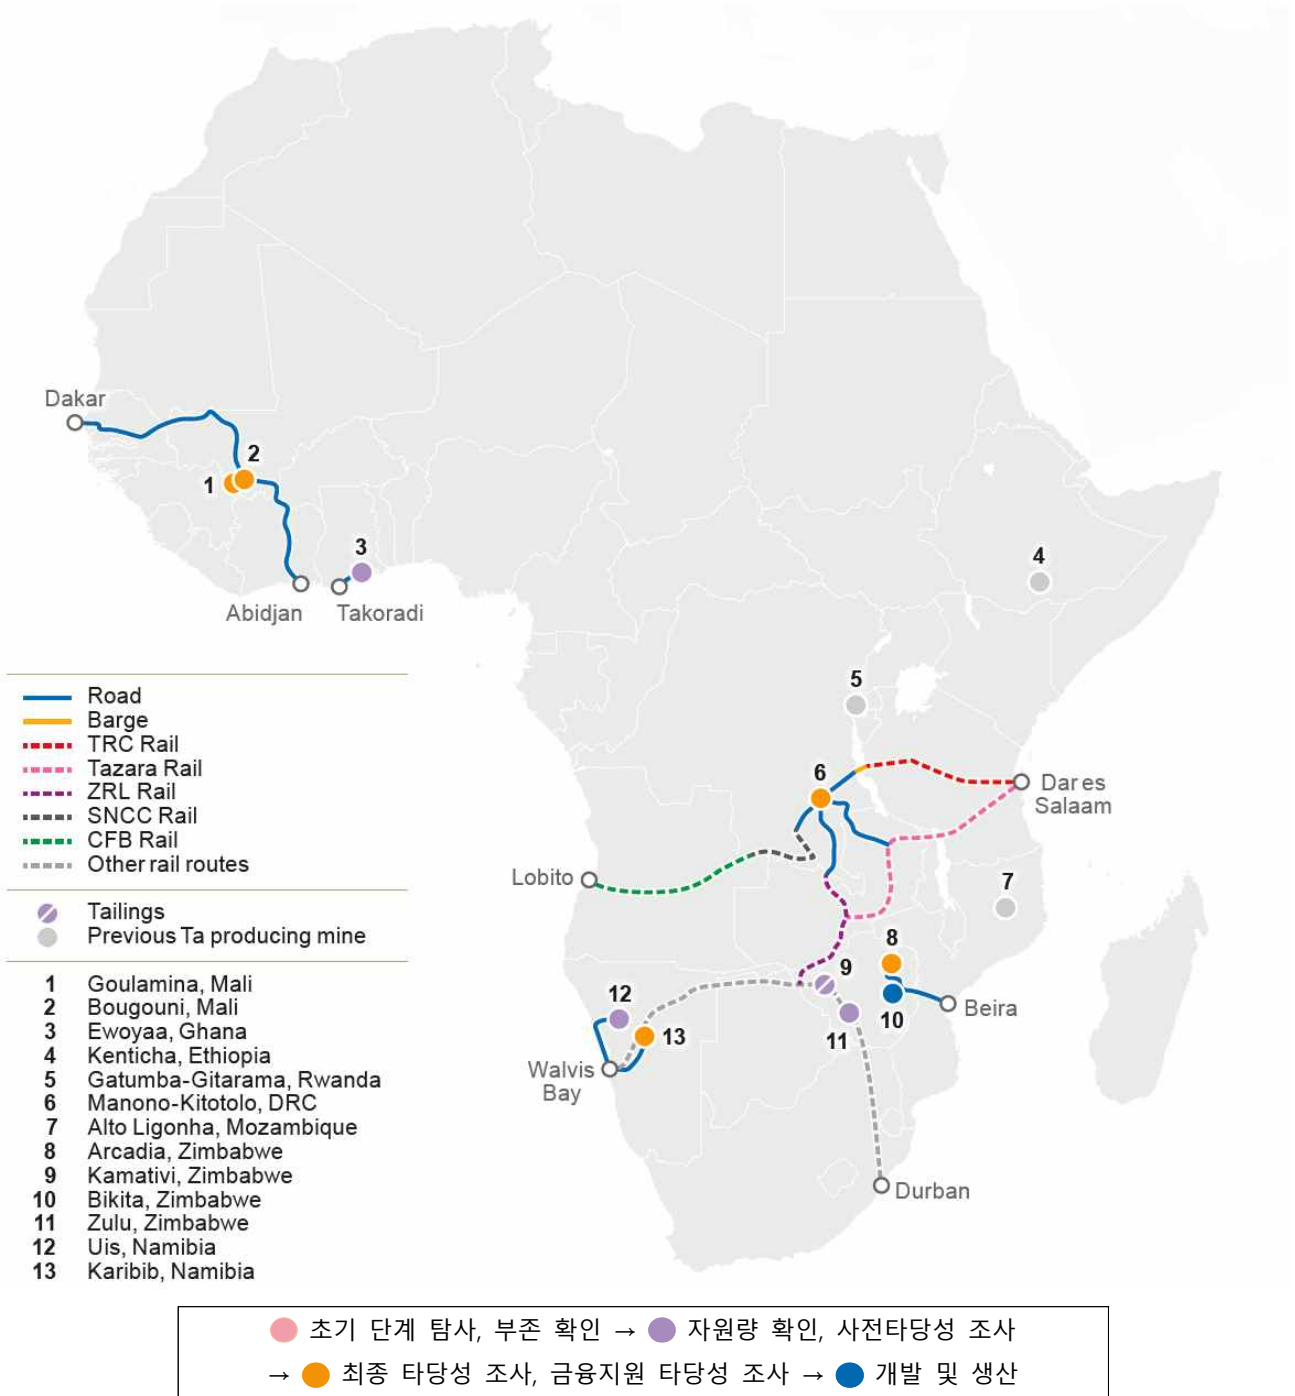 Dakar
2
1
3
4
Abidjan
Takoradi
Road
Barge
TRC Rail
Tazara Rail
ZRL Rail
SNCC Rail
CFB Rail
Other rail routes
Tailings
Previous Ta producing mine
1 Goulamina, Mali
2 Bougouni, Mali
3 Ewoyaa, Ghana
4 Kenticha, Ethiopia
5 Gatumba-Gitarama, Rwanda
6 Manono-Kitotolo, DRC
7 Alto Ligonha, Mozambique
8 Arcadia, Zimbabwe
9 Kamativi, Zimbabwe
10 Bikita, Zimbabwe
11 Zulu, Zimbabwe
12 Uis, Namibia
13 Karibib, Namibia
5
6
Dar es
Salaam
Lobito
7
8
9
12
Beira
10
13
11
Walvis
Bay
Durban
초기 단계 탐사, 부존 확인 → 자원량 확인, 사전타당성 조사
→ 최종 타당성 조사, 금융지원 타당성 조사 → 개발 및 생산